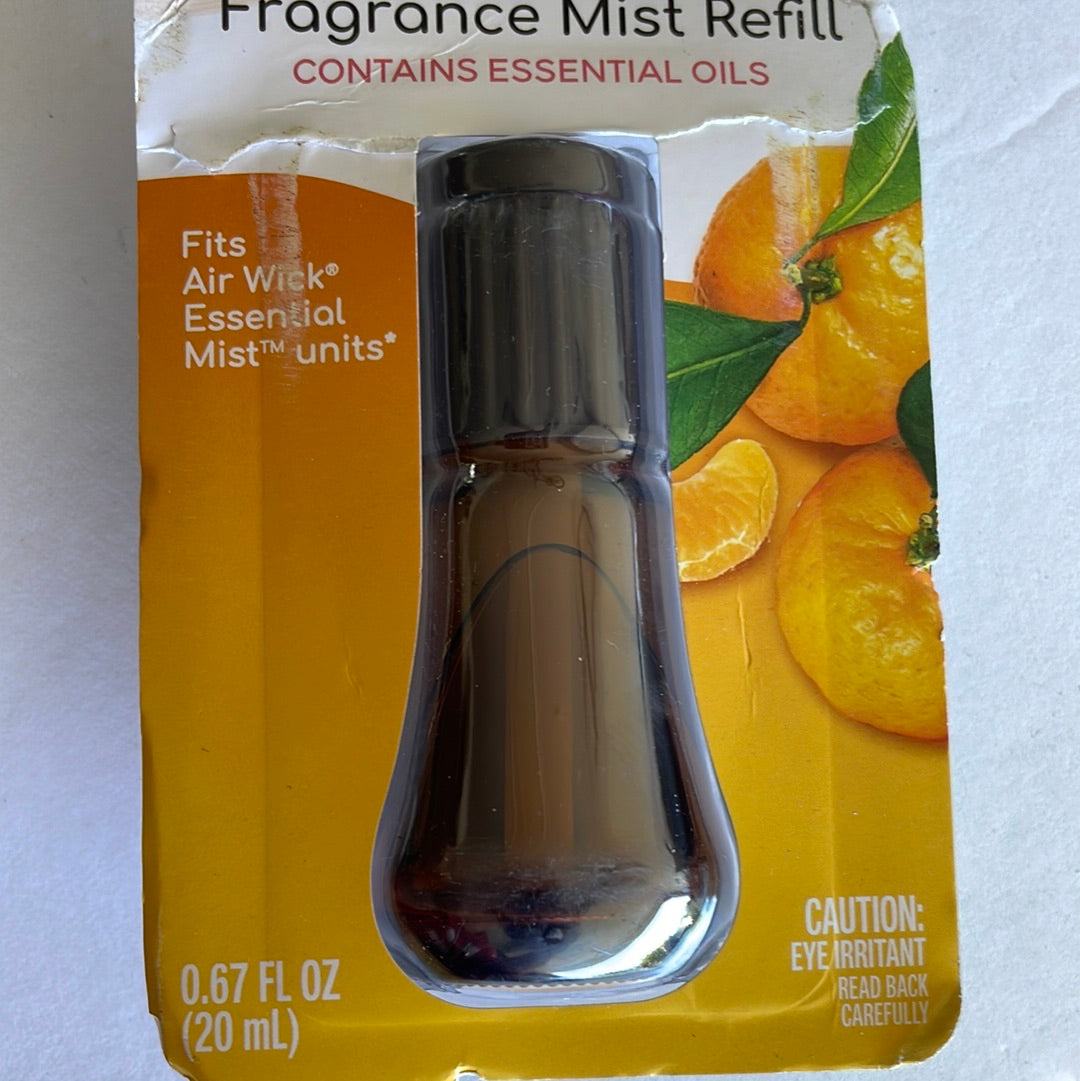 Fragrance Mist Refill
CONTAINS ESSENTIAL OILS
Fits
Air Wick®
Essential
Mist™ units*
CAUTION:
EYE IRRITANT
READ BACK
CAREFULLY
0.67 FL OZ
(20 mL)